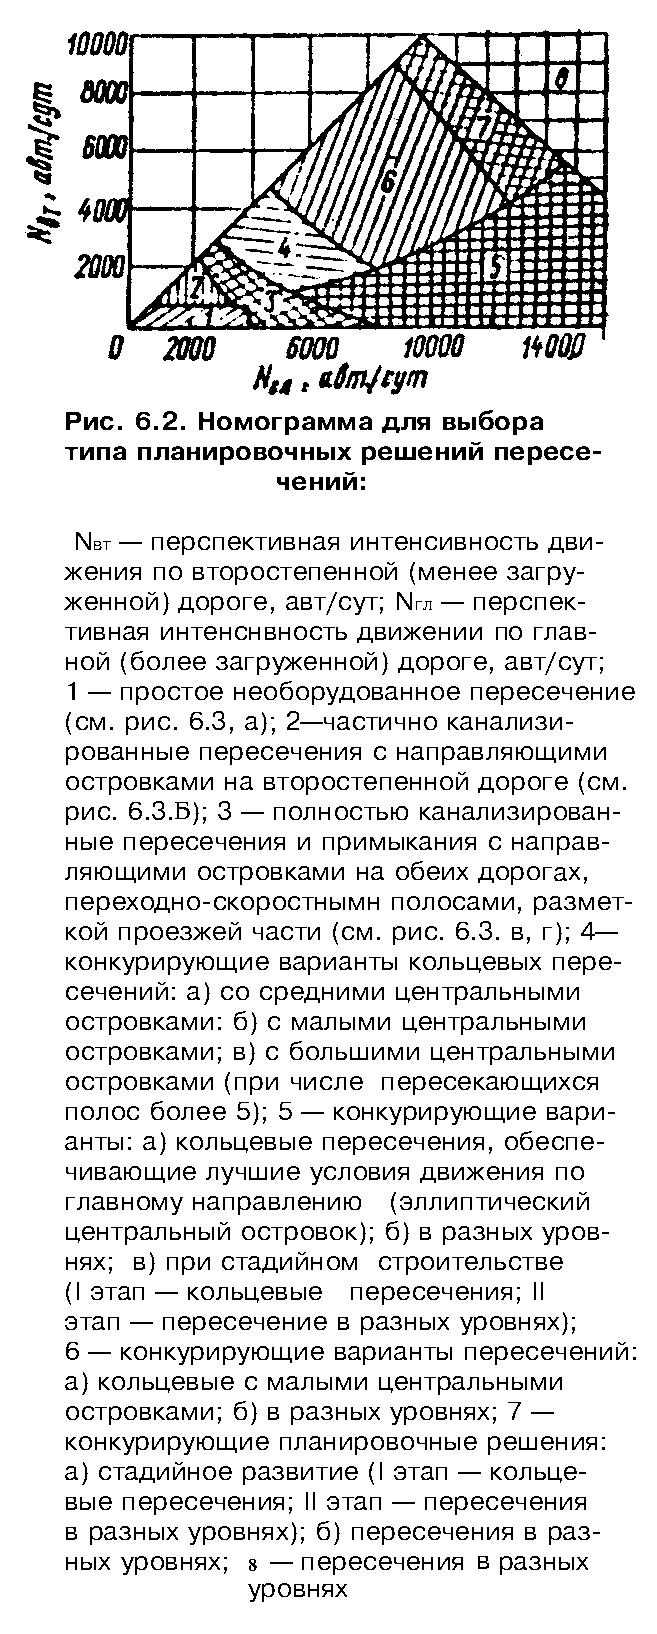 10000
8000
6000
4000
2000
Nвт, авт/сут
8
7
6
5
4
3
2
1
0 2000 6000 10000 14000
Nгл, авт/сут
Рис. 6.2. Номограмма для выбора
типа планировочных решений пересе-
чений:
Nвт — перспективная интенсивность дви-
жения по второстепенной (менее загру-
женной) дороге, авт/сут; Nгл — перспек-
тивная интенснвность движении по глав-
ной (более загруженной) дороге, авт/сут;
1 — простое необорудованное пересечение
(см. рис. 6.3, а); 2—частично канализи-
рованные пересечения с направляющими
островками на второстепенной дороге (см.
рис. 6.3.Б); 3 — полностью канализирован-
ные пересечения и примыкания с направ-
ляющими островками на обеих дорогах,
переходно-скоростнымн полосами, размет-
кой проезжей части (см. рис. 6.3. в, г); 4—
конкурирующие варианты кольцевых пере-
сечений: а) со средними центральными
островками: б) с малыми центральными
островками; в) с большими центральными
островками (при числе пересекающихся
полос более 5); 5 — конкурирующие вари-
анты: а) кольцевые пересечения, обеспе-
чивающие лучшие условия движения по
главному направлению (эллиптический
центральный островок); б) в разных уров-
нях; в) при стадийном строительстве
(I этап — кольцевые пересечения; II
этап — пересечение в разных уровнях);
6 — конкурирующие варианты пересечений:
а) кольцевые с малыми центральными
островками; б) в разных уровнях; 7 —
конкурирующие планировочные решения:
а) стадийное развитие (I этап — кольце-
вые пересечения; II этап — пересечения
в разных уровнях); б) пересечения в раз-
ных уровнях; 8 — пересечения в разных
уровнях